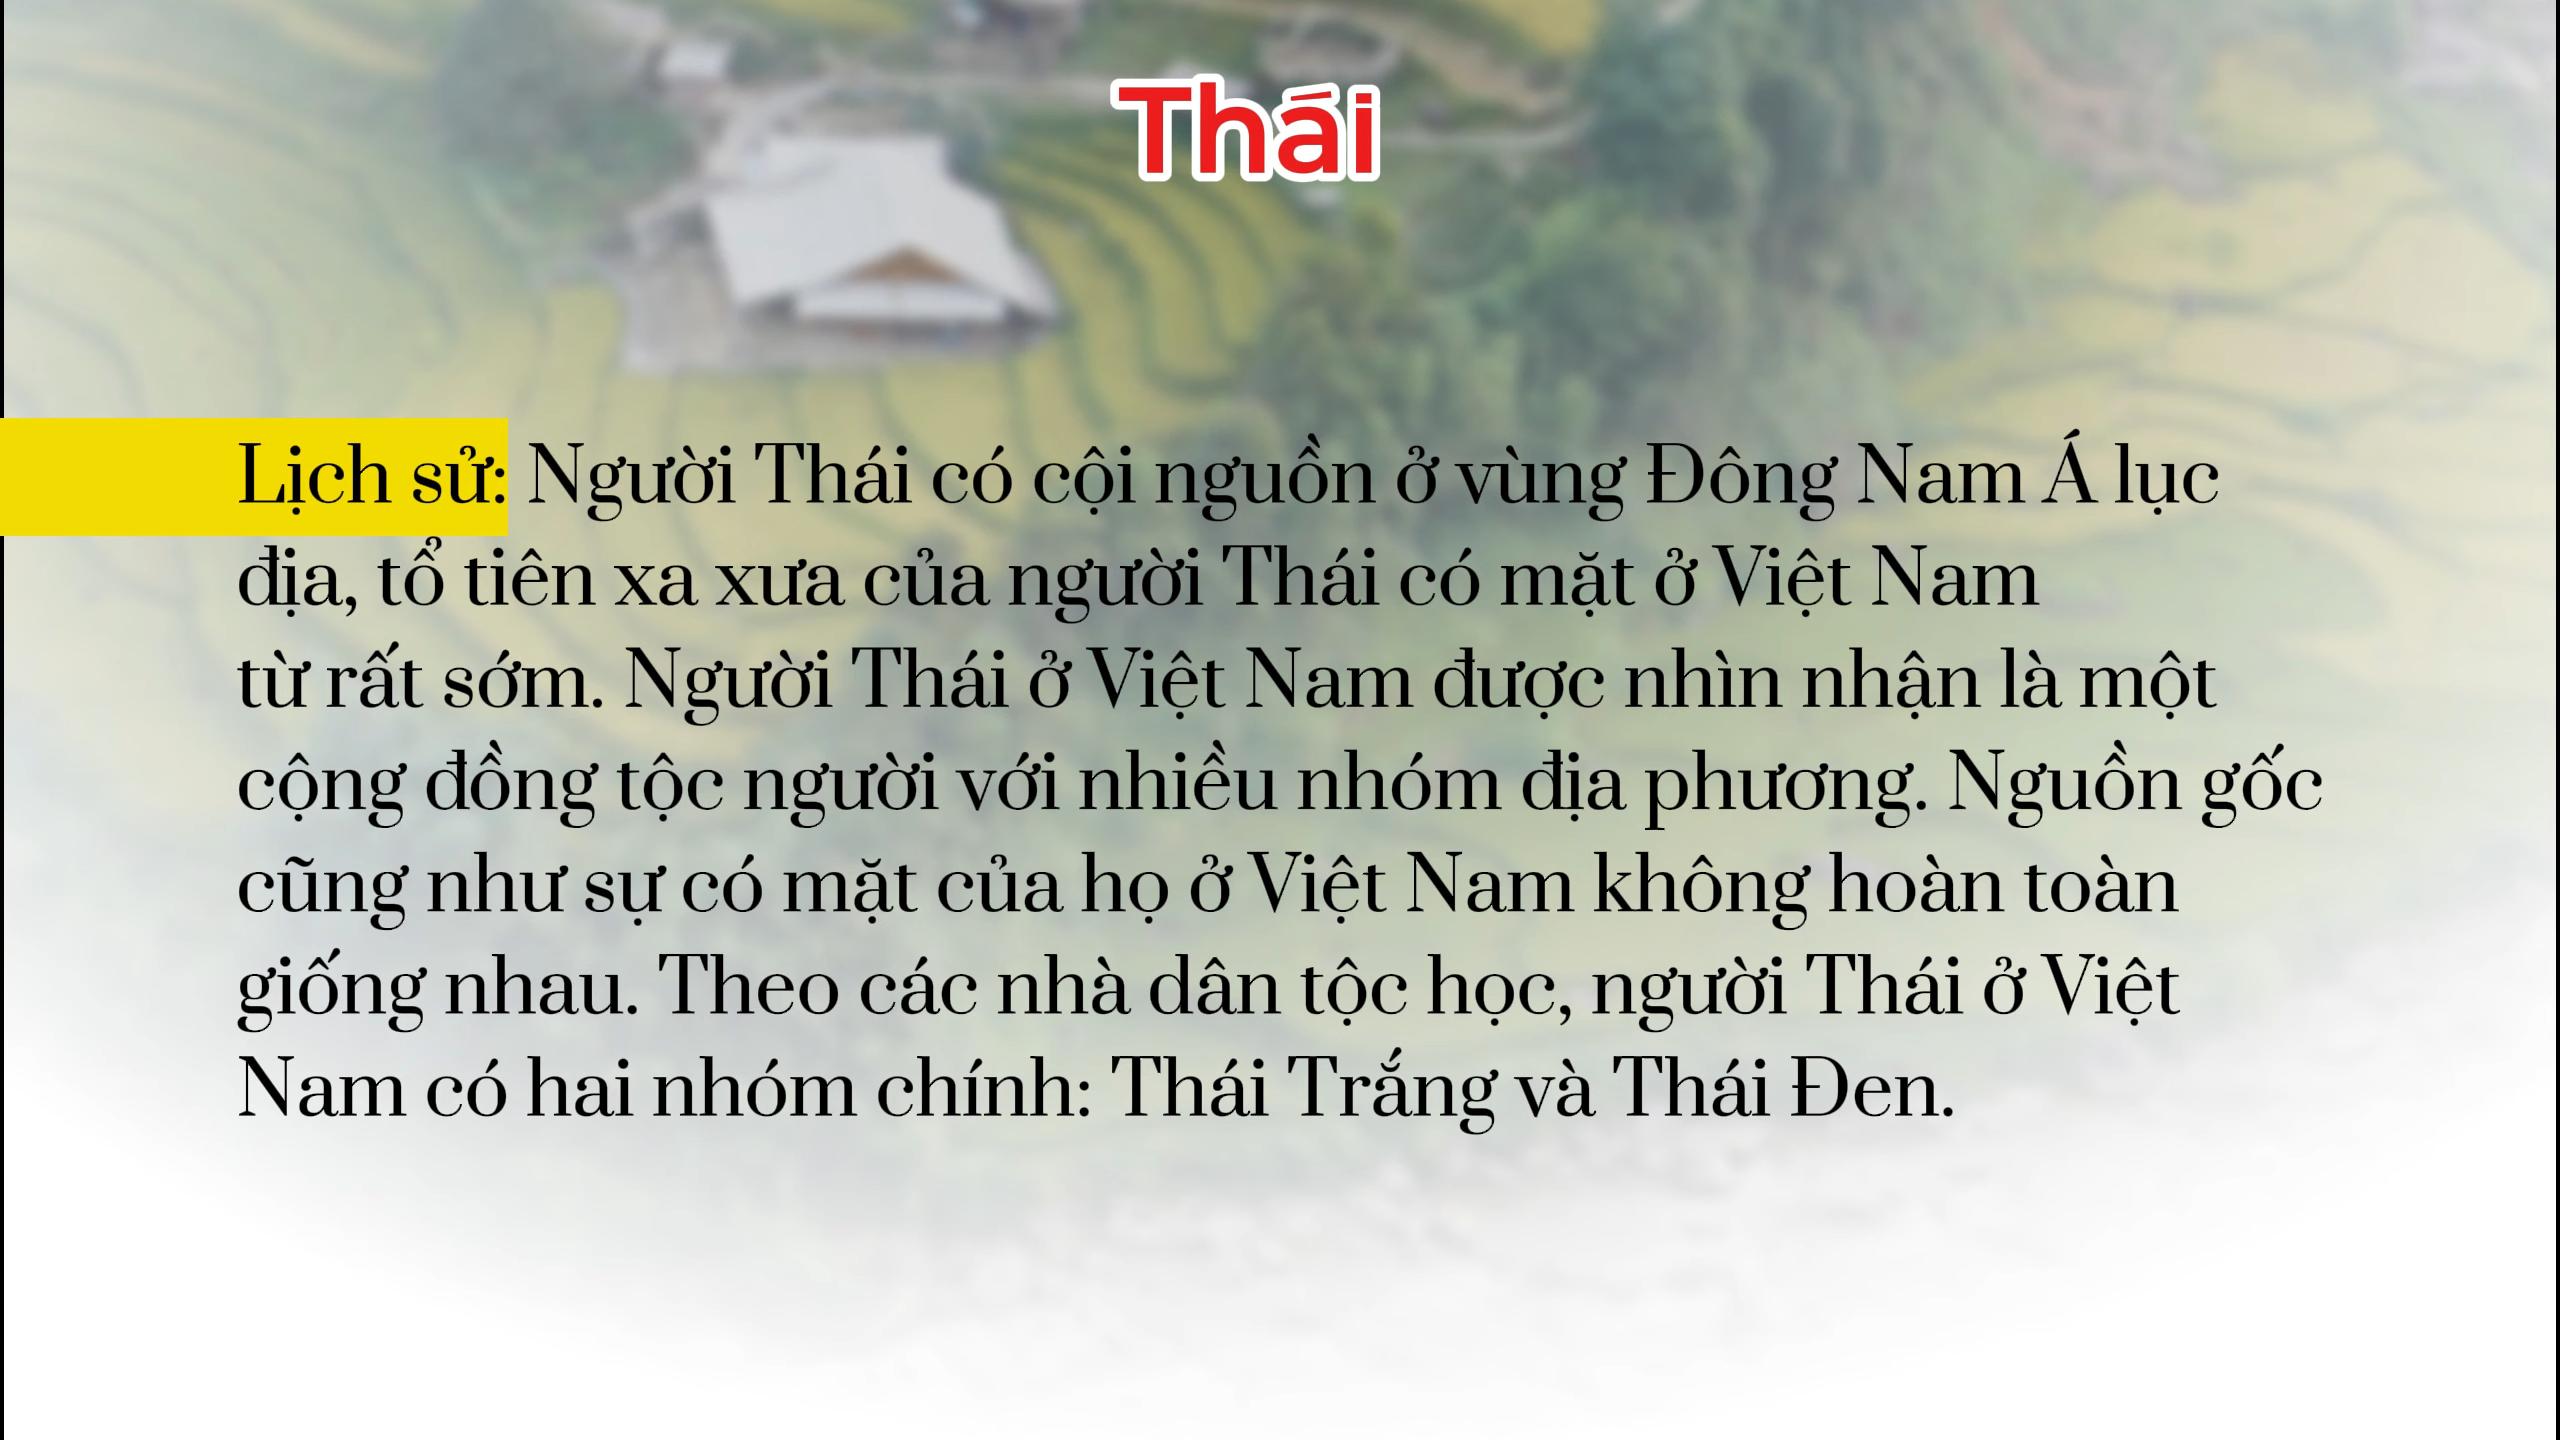 Thái
Lịch sử: Người Thái có cội nguồn ở vùng Đông Nam Á lục
địa, tổ tiên xa xưa của người Thái có mặt ở Việt Nam
từ rất sớm. Người Thái ở Việt Nam được nhìn nhận là một
cộng đồng tộc người với nhiều nhóm địa phương. Nguồn gốc
cũng như sự có mặt của họ ở Việt Nam không hoàn toàn
giống nhau. Theo các nhà dân tộc học, người Thái ở Việt
Nam có hai nhóm chính: Thái Trắng và Thái Đen.